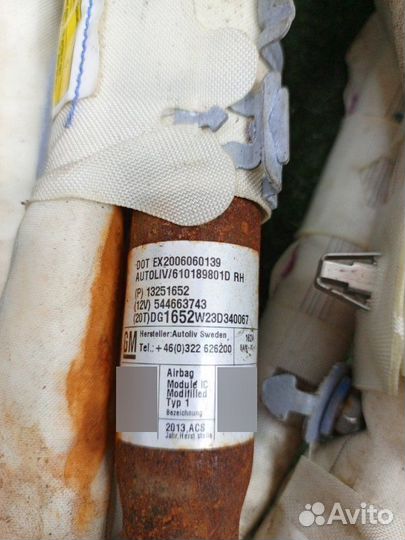 DOT EX2006060139
AUTOLIV/610189801D RH
(P) 13251652
(12V) 544663743
(20T)DG1652W23D340067
GM
Hersteller:Autoliv Sweden,
Tel.:+46(0)322 626200
Airbag
Module IC
Modifilled
Typ 1
Bezeichnung
2013,ACS
Jahr,Herst.stelle
Avito